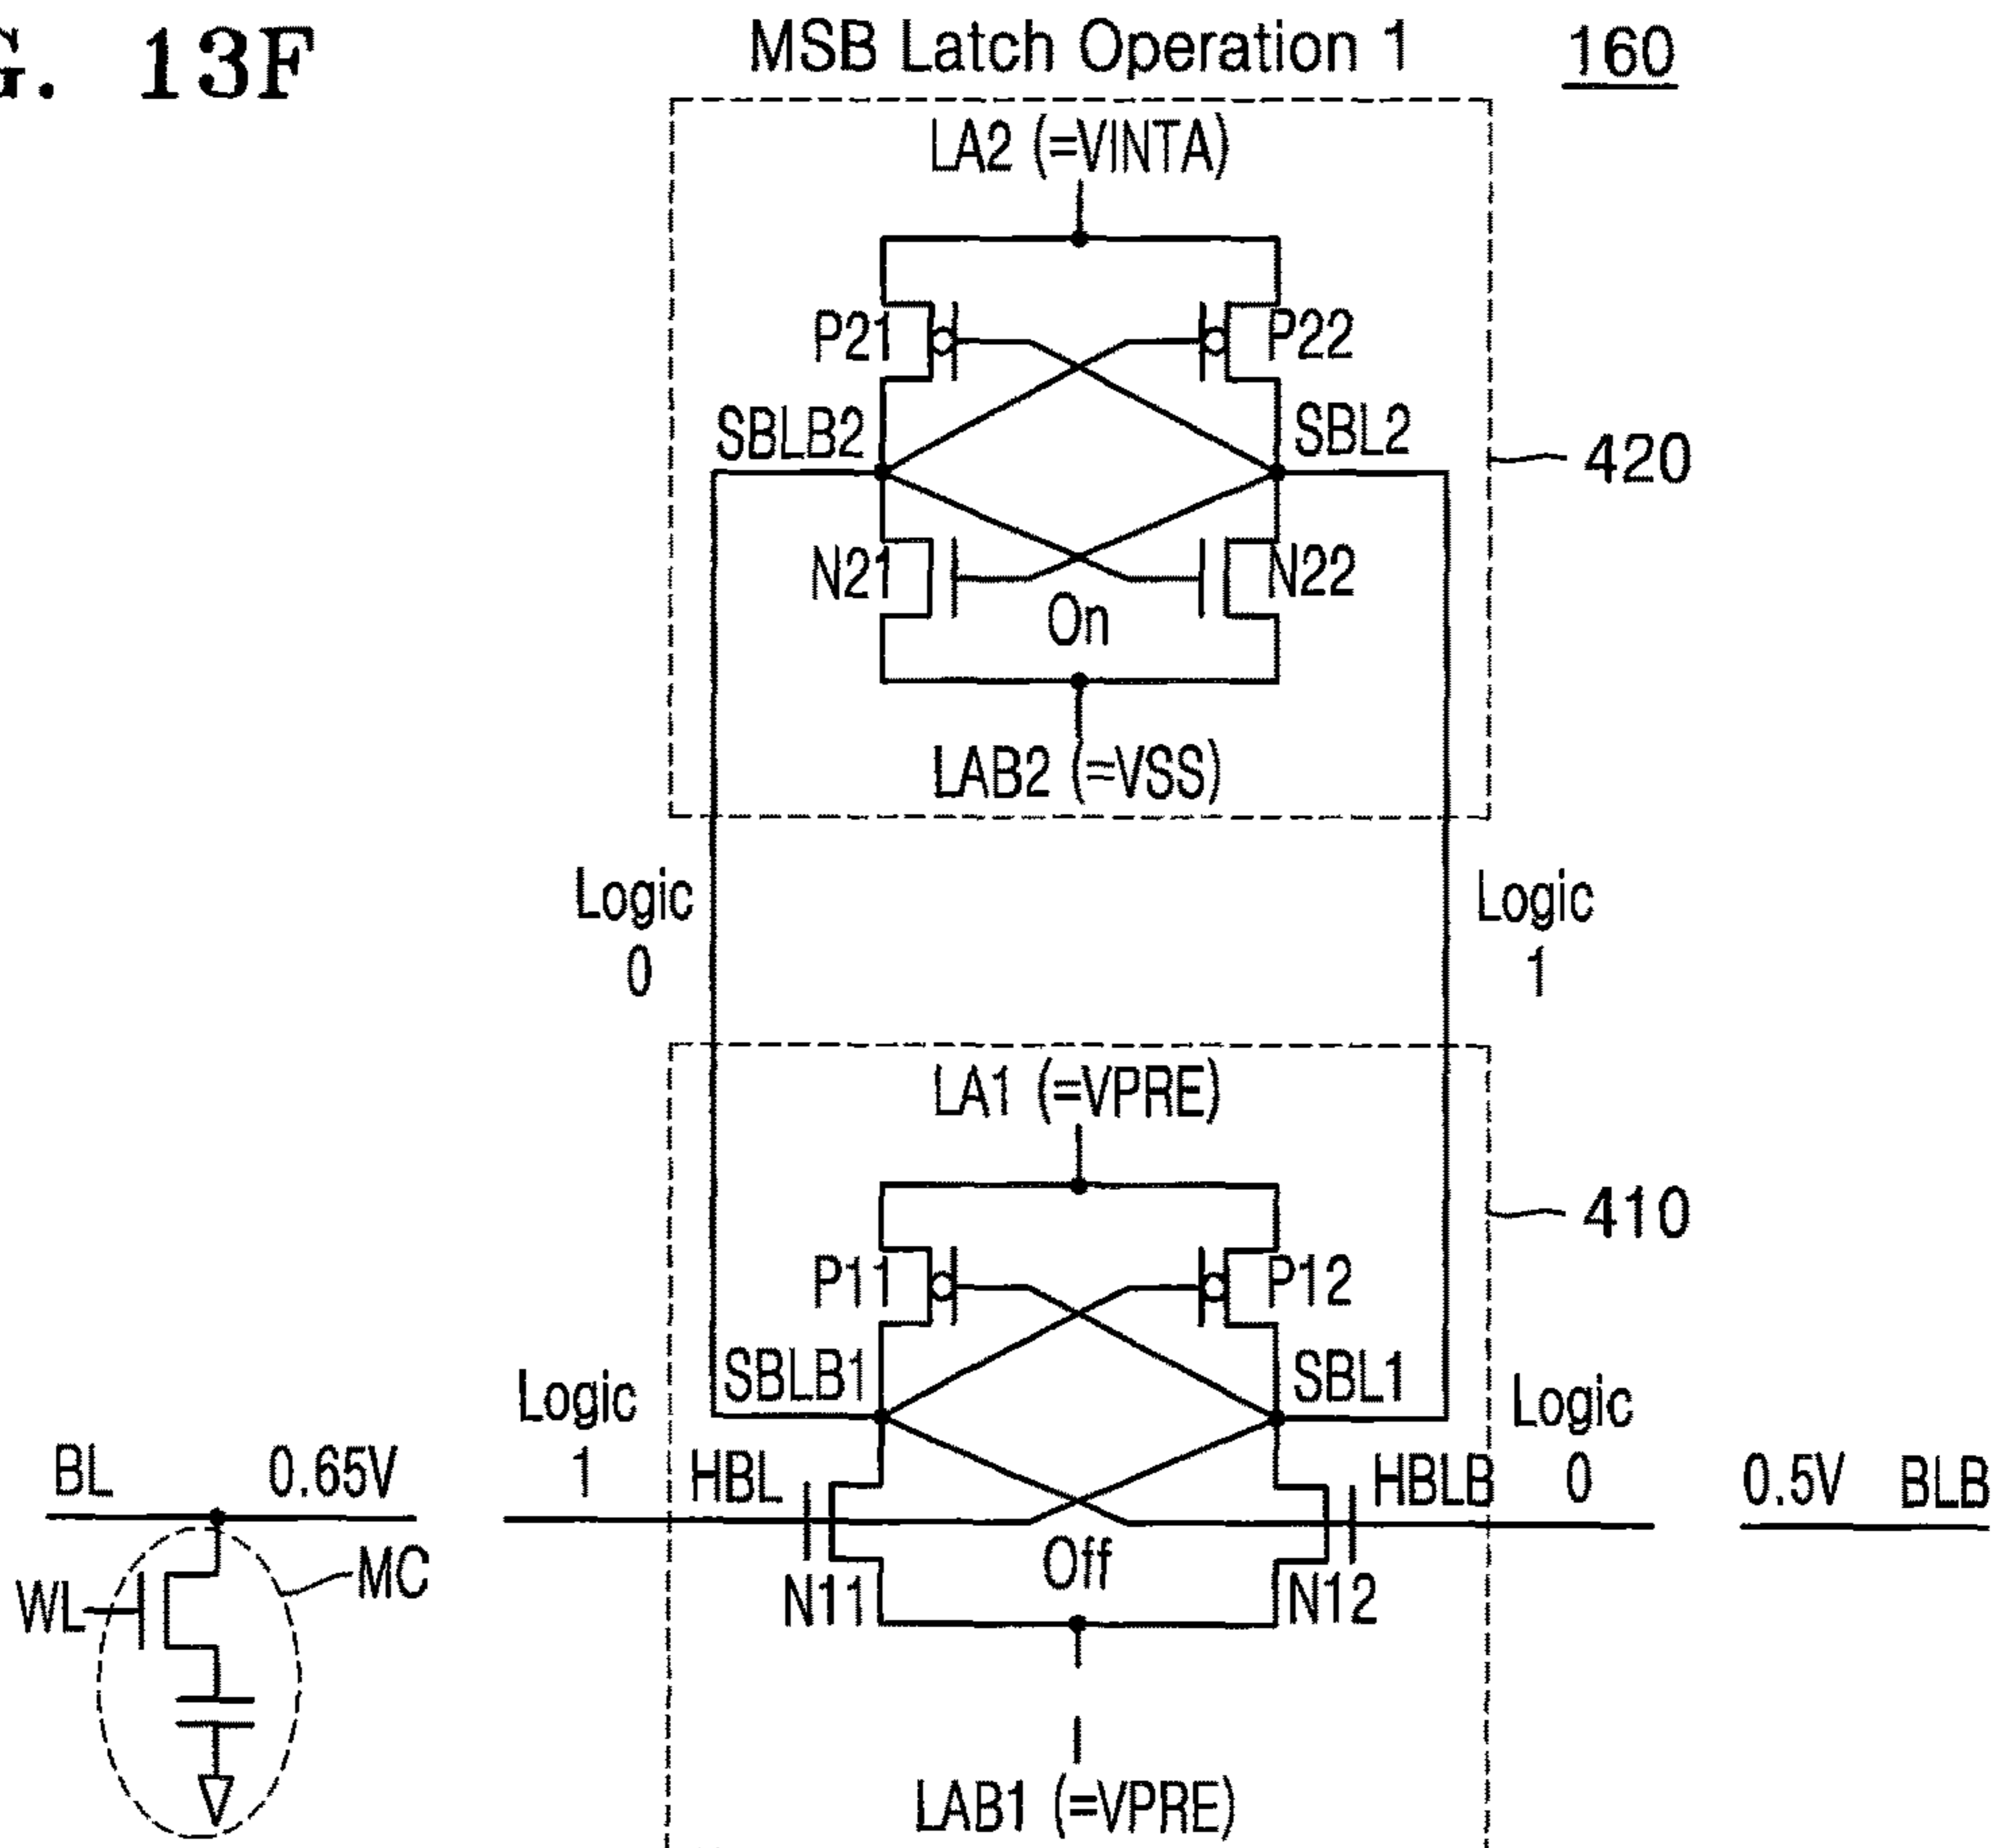 G. 13F
MSB Latch Operation 1
160
LA2 (=VINTA)
P21
P22
SBLB2
SBL2
420
N21
N22
On
LAB2 (=VSS)
Logic
0
Logic
1
LA1 (=VPRE)
410
P11
P12
SBLB1
SBL1
Logic
1
Logic
0
BL
0.65V
HBL
HBLB
0.5V
BLB
MC
WL
Off
N11
N12
LAB1 (=VPRE)